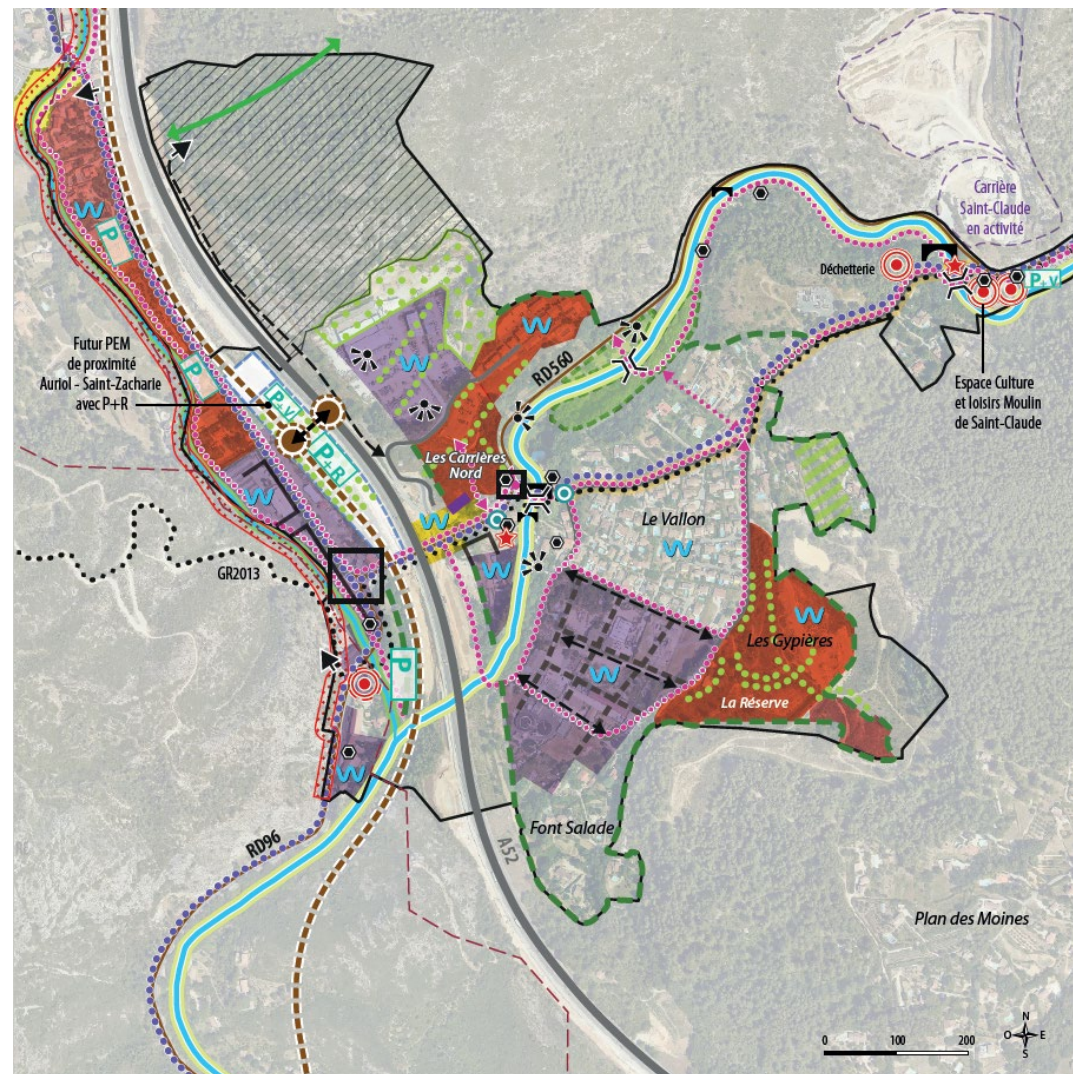 Carrière
Saint-Claude
en activité
P
Déchetterie
P+V
Futur PEM
de proximité
Auriol - Saint-Zacharie
avec P+R
P
RD560
Espace Culture
et loisirs Moulin
de Saint-Claude
P+V
P+R
Les Carrières
Nord
Le Vallon
GR2013
Les Gypières
P
La Réserve
Font Salade
RD96
A52
Plan des Moines
N
O E
S
0 100 200